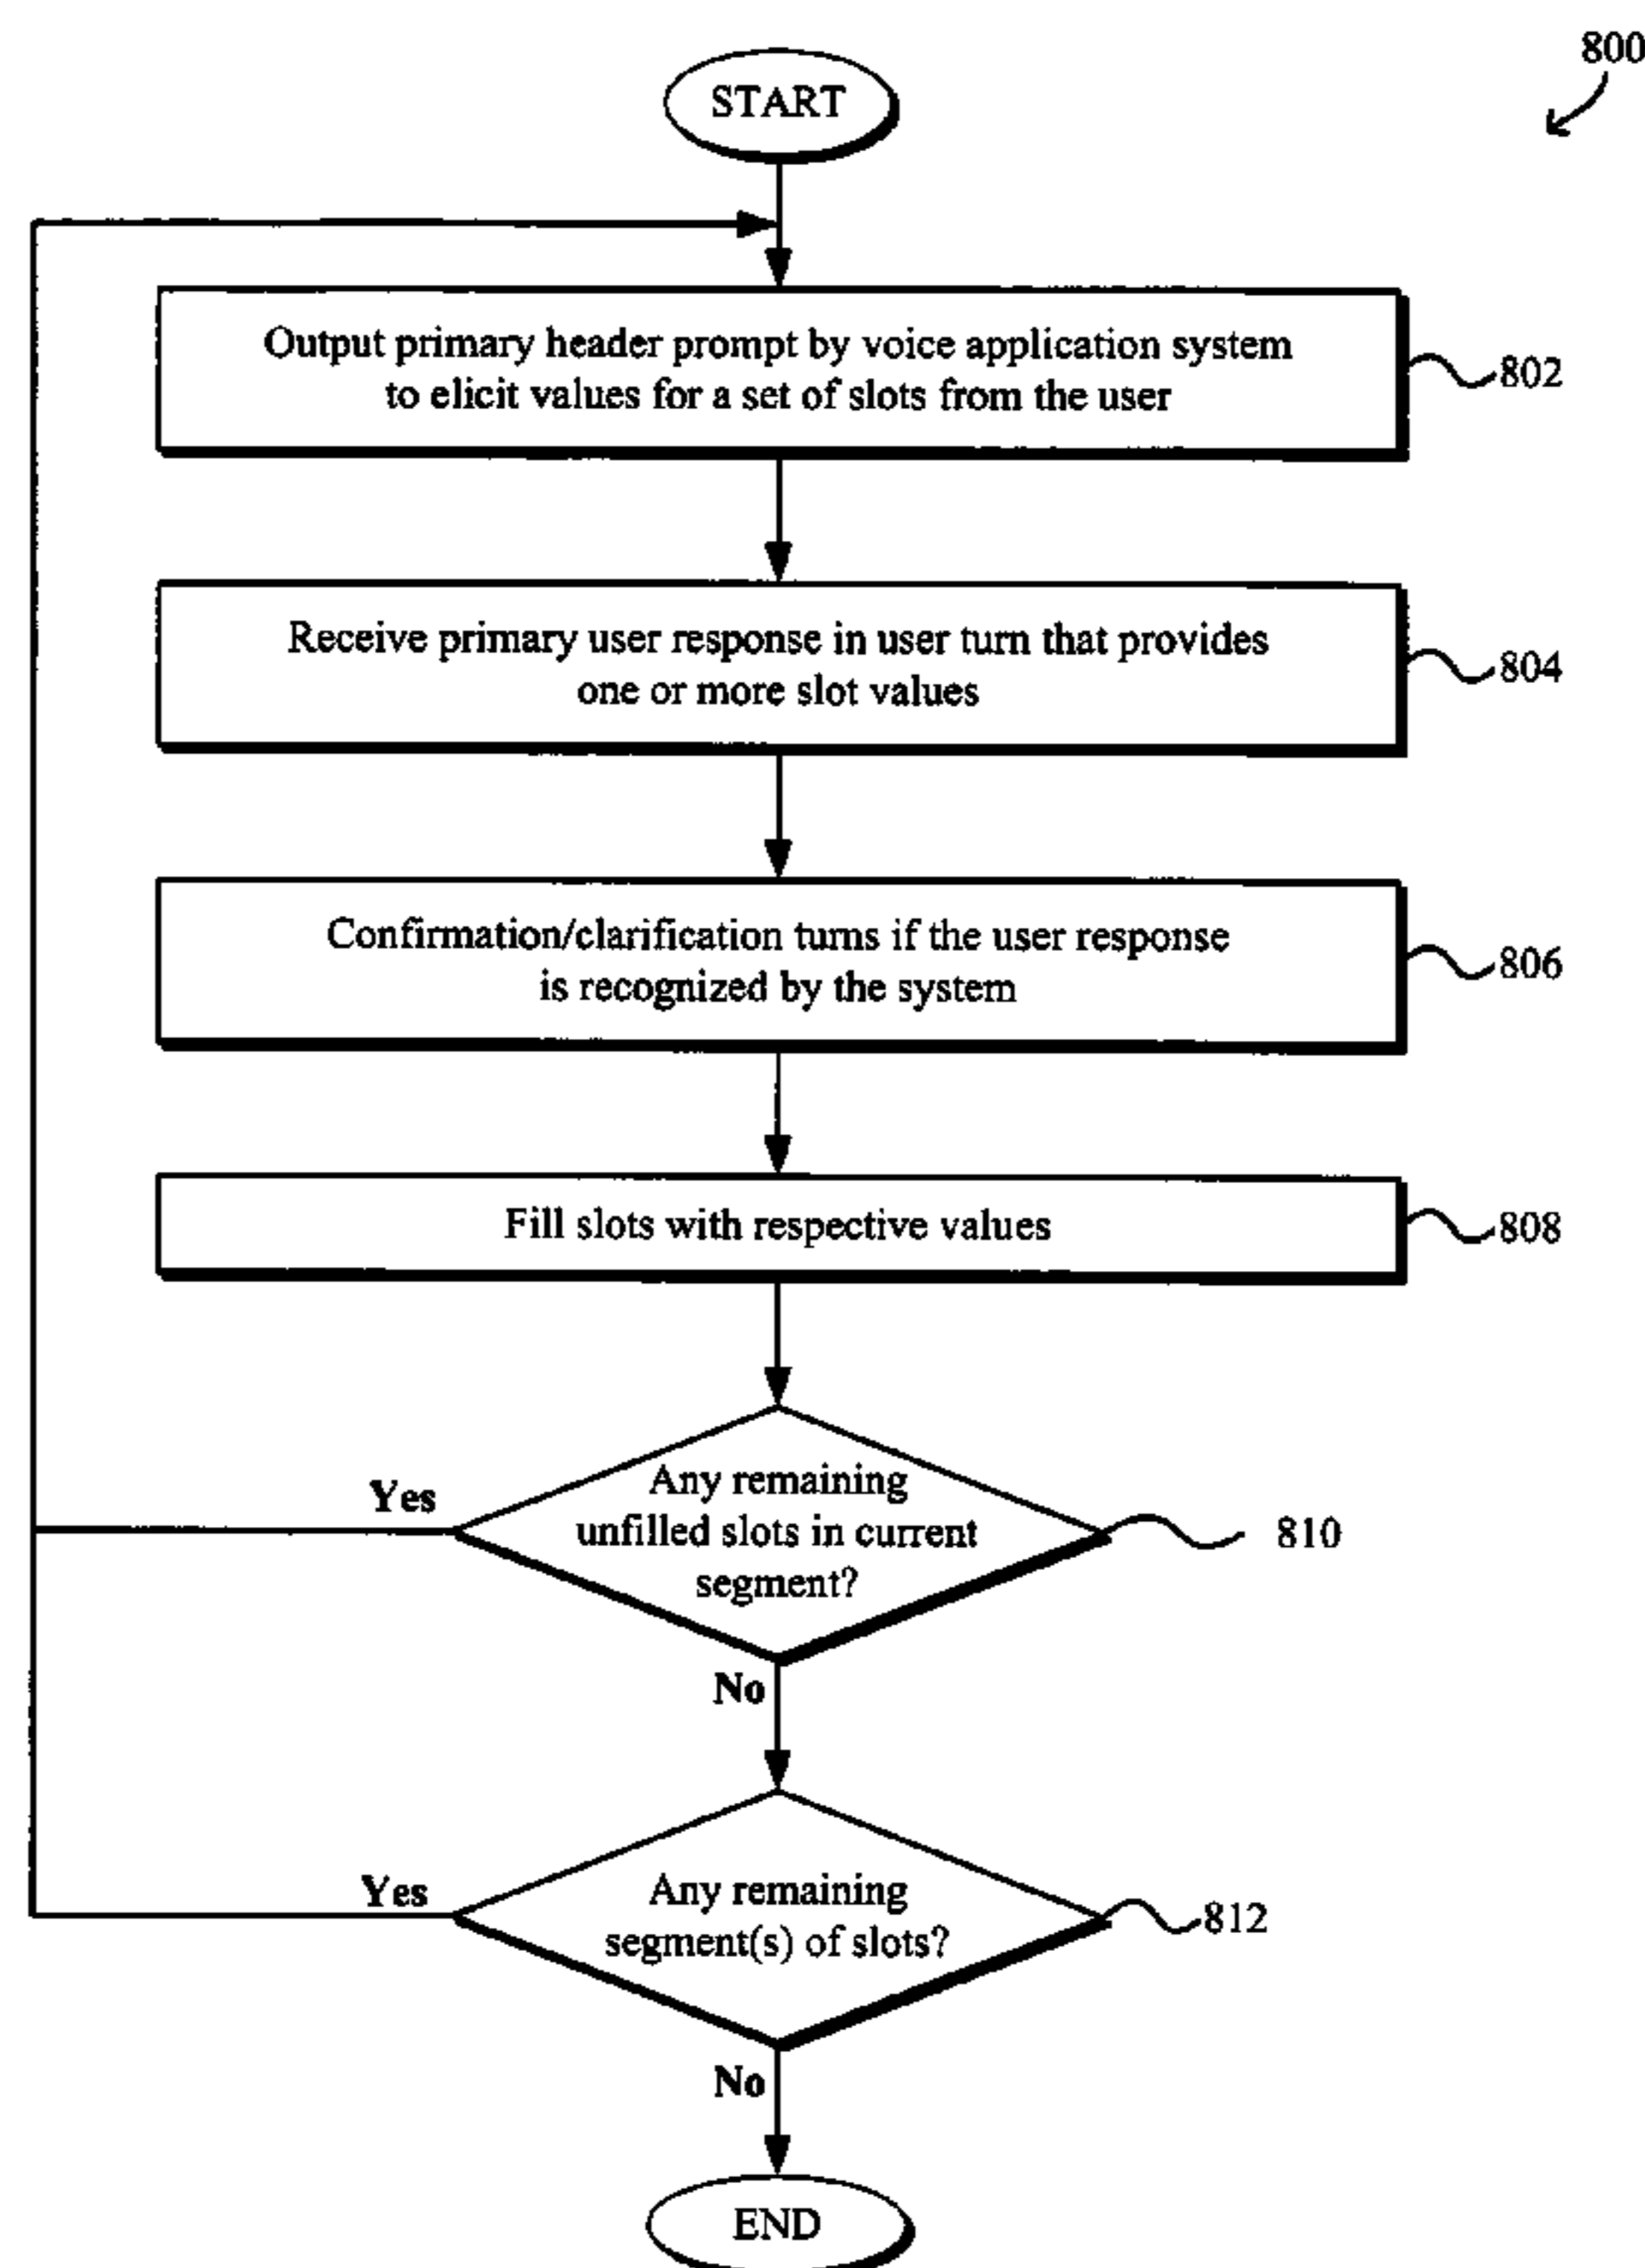 800
START
Output primary header prompt by voice application system
to elicit values for a set of slots from the user
802
Receive primary user response in user turn that provides
one or more slot values
804
Confirmation/clarification turns if the user response
is recognized by the system
806
Fill slots with respective values
808
Any remaining
unfilled slots in current
segment?
Yes
810
No
Any remaining
segment(s) of slots?
Yes
812
No
END